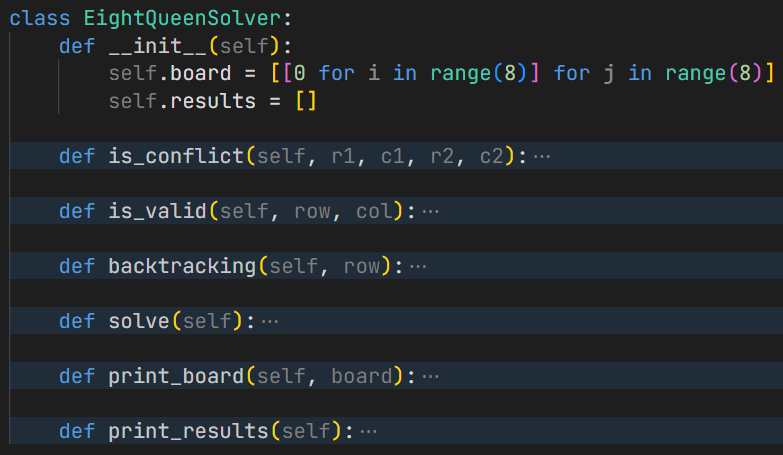 class EightQueenSolver:
    def __init__(self):
        self.board = [[0 for i in range(8)] for j in range(8)]
        self.results = []
    def is_conflict(self, r1, c1, r2, c2):···
    def is_valid(self, row, col):···
    def backtracking(self, row):···
    def solve(self):···
    def print_board(self, board):···
    def print_results(self):···